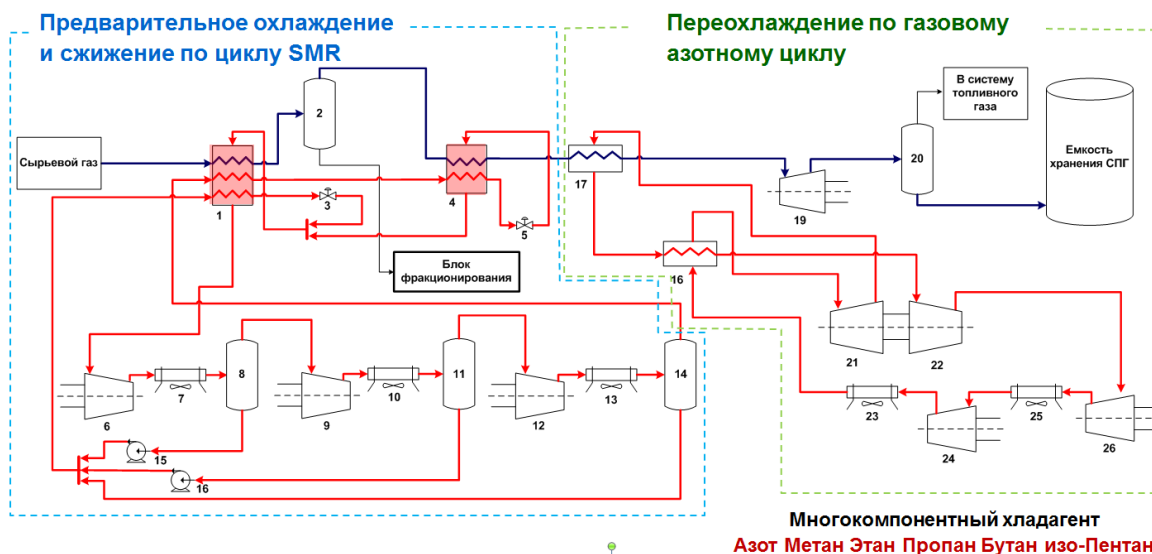 Предварительное охлаждение
и сжижение по циклу SMR
Переохлаждение по газовому
азотному циклу
Сырьевой газ
1
2
3
4
5
Блок
фракционирования
17
16
19
В систему
топливного
газа
20
Емкость
хранения СПГ
21
22
6
7
8
9
10
11
12
13
14
15
16
23
24
25
26
Многокомпонентный хладагент
Азот Метан Этан Пропан Бутан изо-Пентан